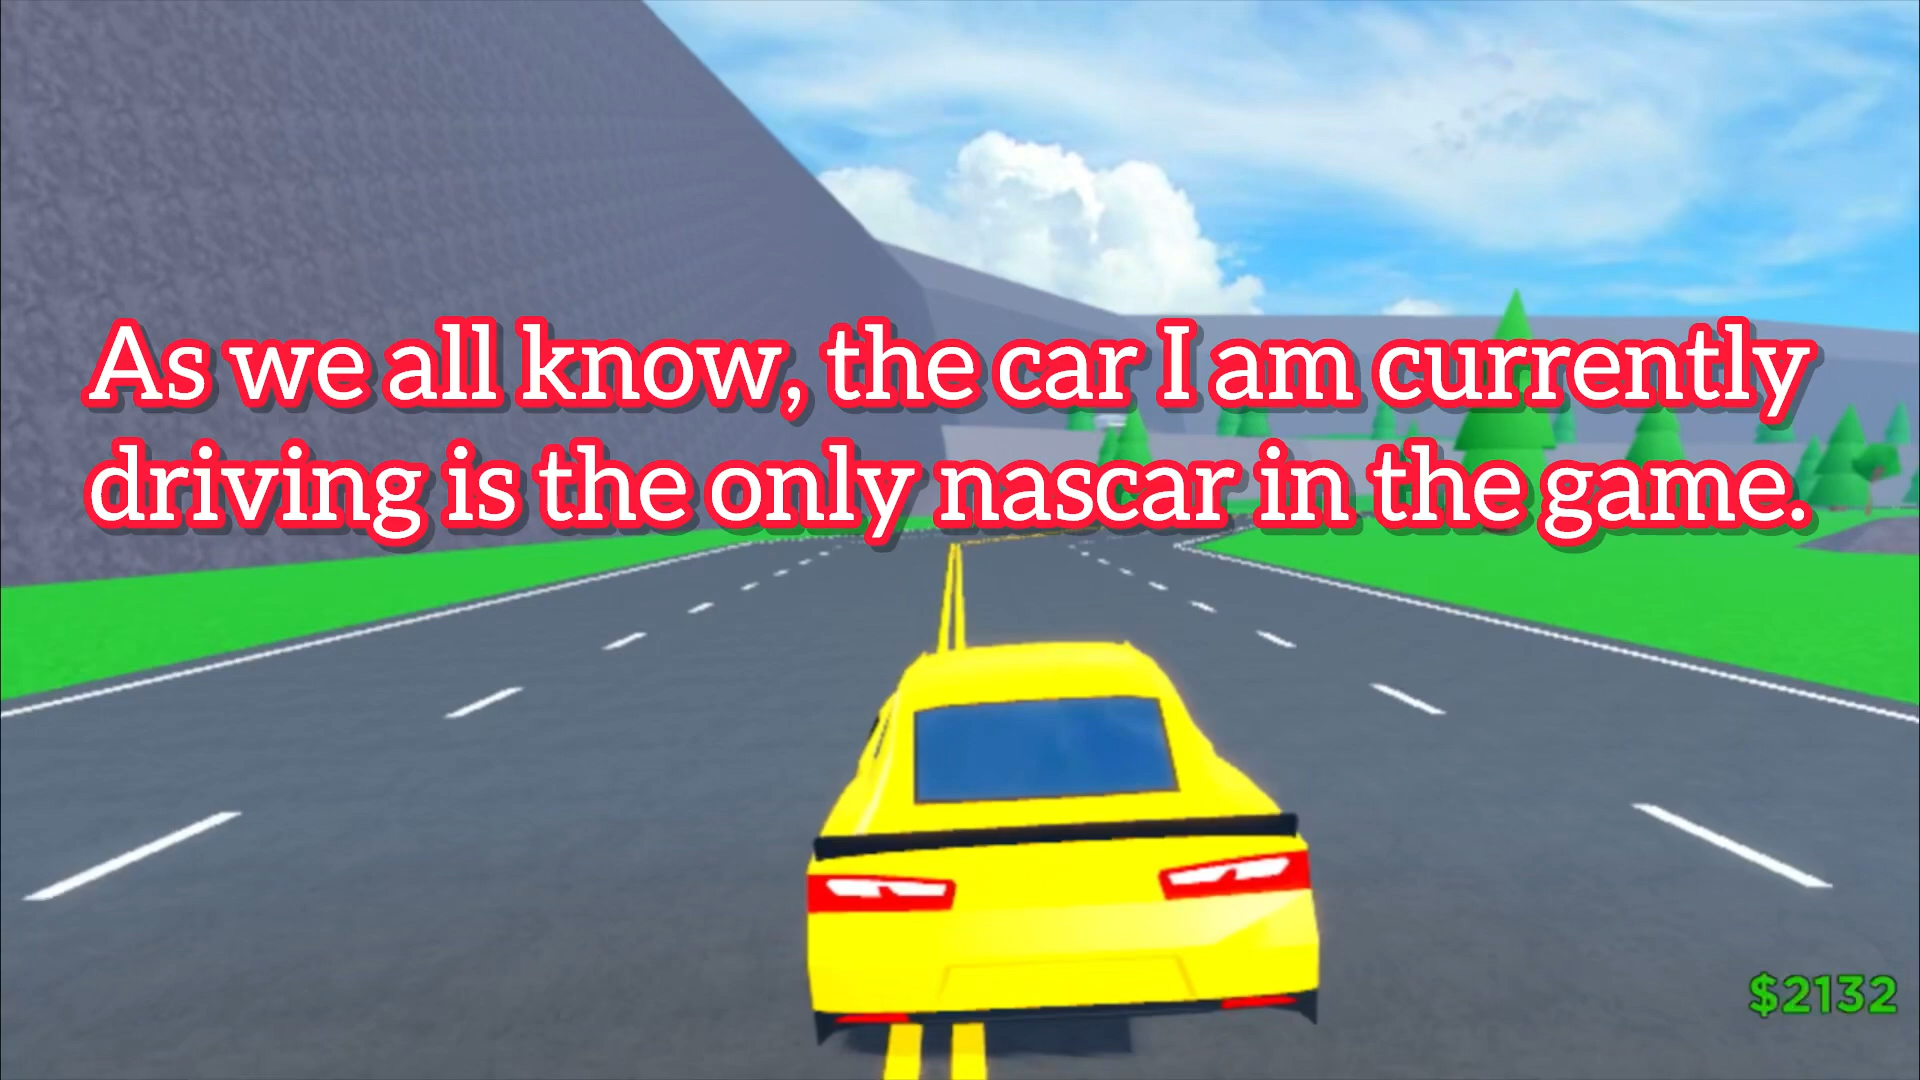 As we all know, the car I am currently
driving is the only nascar in the game.
$2132